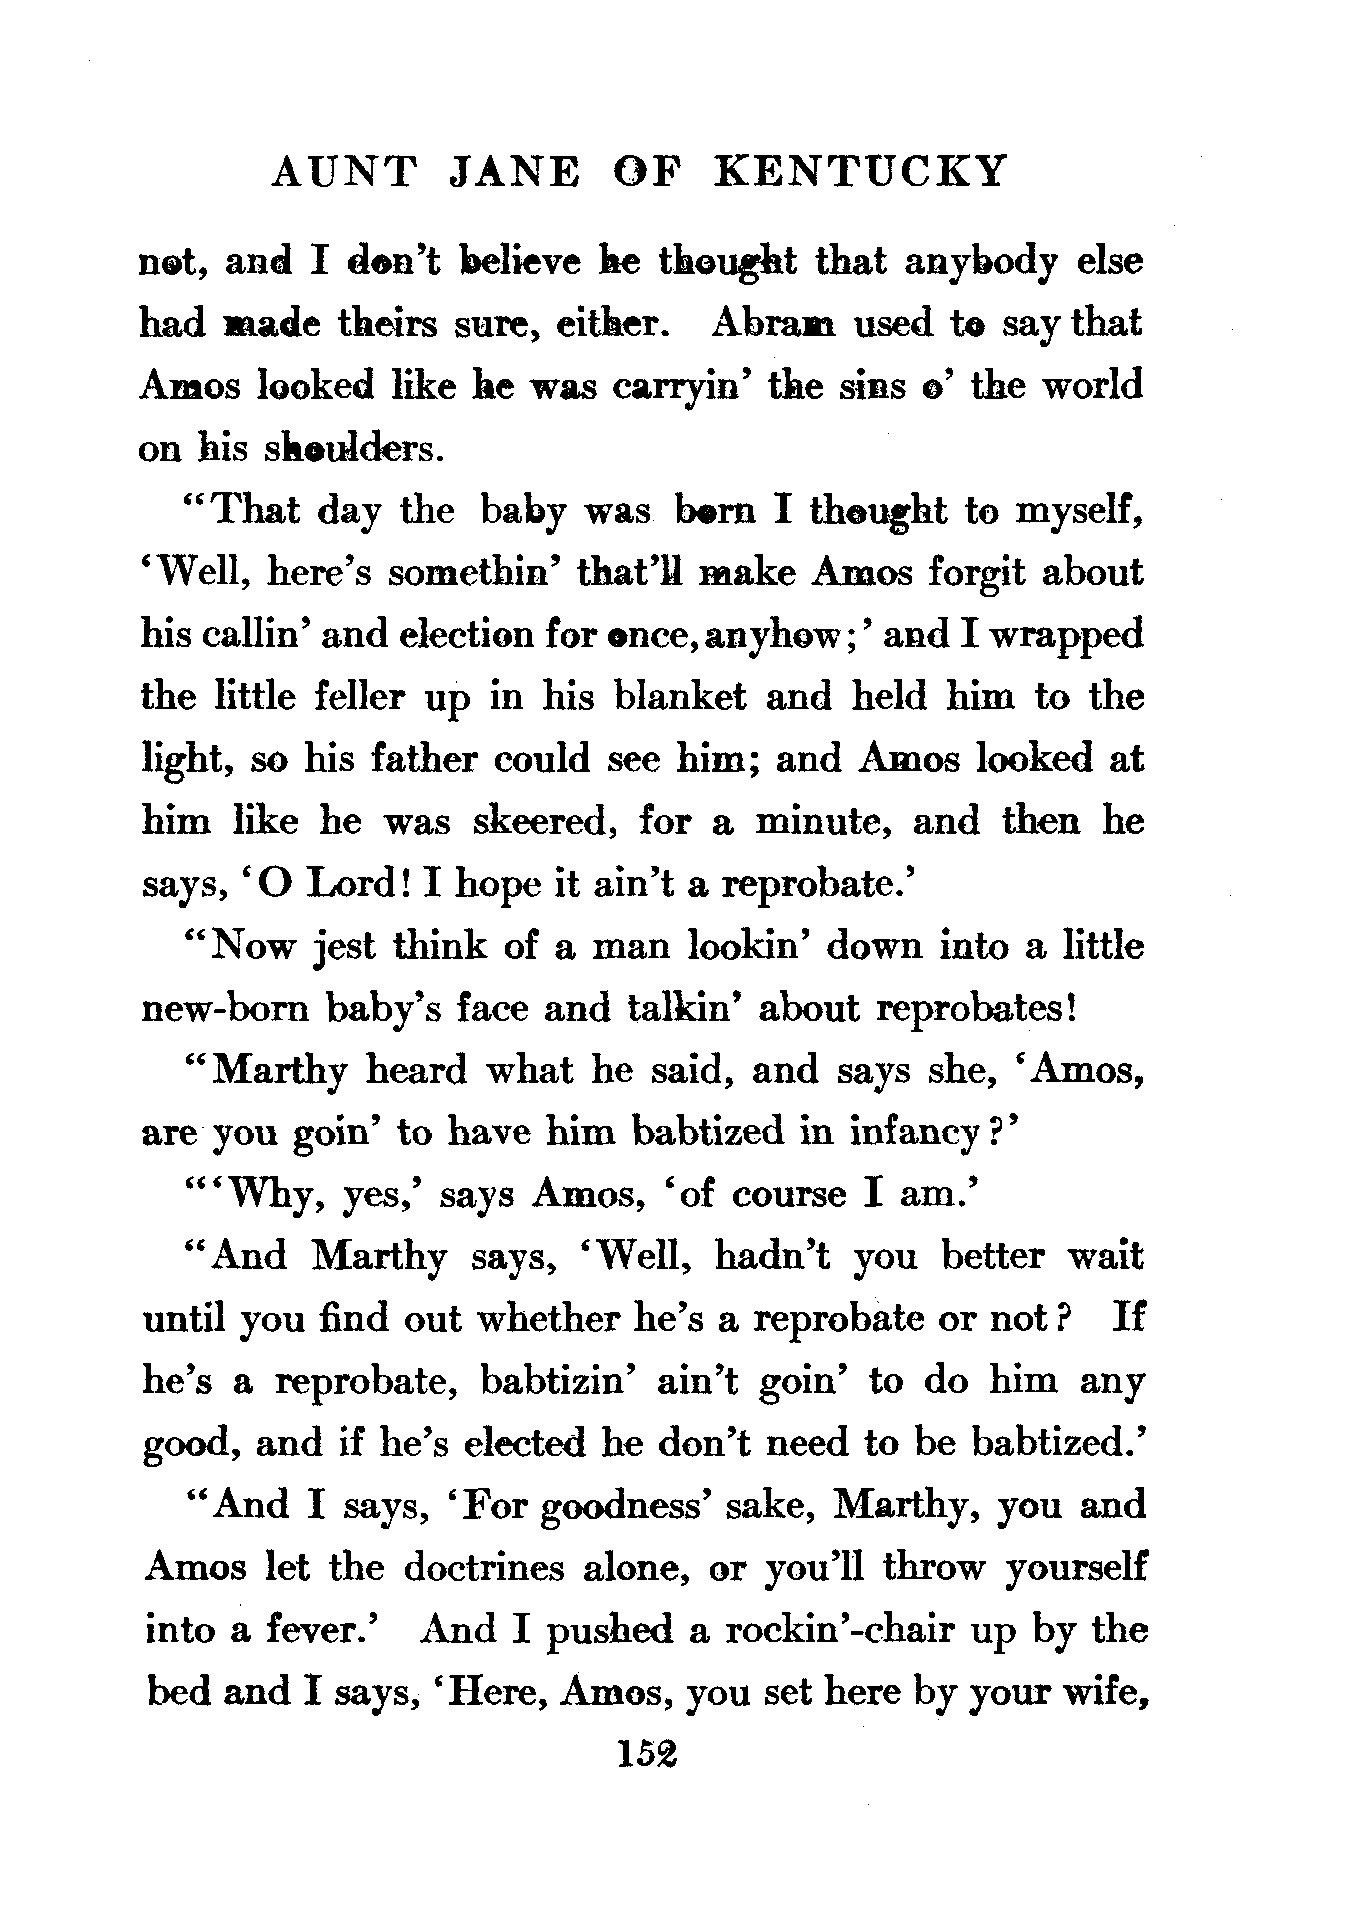 AUNT JANE OF KENTUCKY
not, and I don't believe he thought that anybody else
had made theirs sure, either. Abram used to say that
Amos looked like he was carryin' the sins o' the world
on his shoulders.
"That day the baby was born I thought to myself,
'Well, here's somethin' that'll make Amos forgit about
his callin' and election for once, anyhow;' and I wrapped
the little feller up in his blanket and held him to the
light, so his father could see him; and Amos looked at
him like he was skeered, for a minute, and then he
says, 'O Lord! I hope it ain't a reprobate.'
"Now jest think of a man lookin' down into a little
new-born baby's face and talkin' about reprobates!
"Marthy heard what he said, and says she, 'Amos,
are you goin' to have him babtized in infancy?'
"'Why, yes,' says Amos, 'of course I am.'
"And Marthy says, 'Well, hadn't you better wait
until you find out whether he's a reprobate or not? If
he's a reprobate, babtizin' ain't goin' to do him any
good, and if he's elected he don't need to be babtized.'
"And I says, 'For goodness' sake, Marthy, you and
Amos let the doctrines alone, or you'll throw yourself
into a fever.' And I pushed a rockin'-chair up by the
bed and I says, 'Here, Amos, you set here by your wife,
152